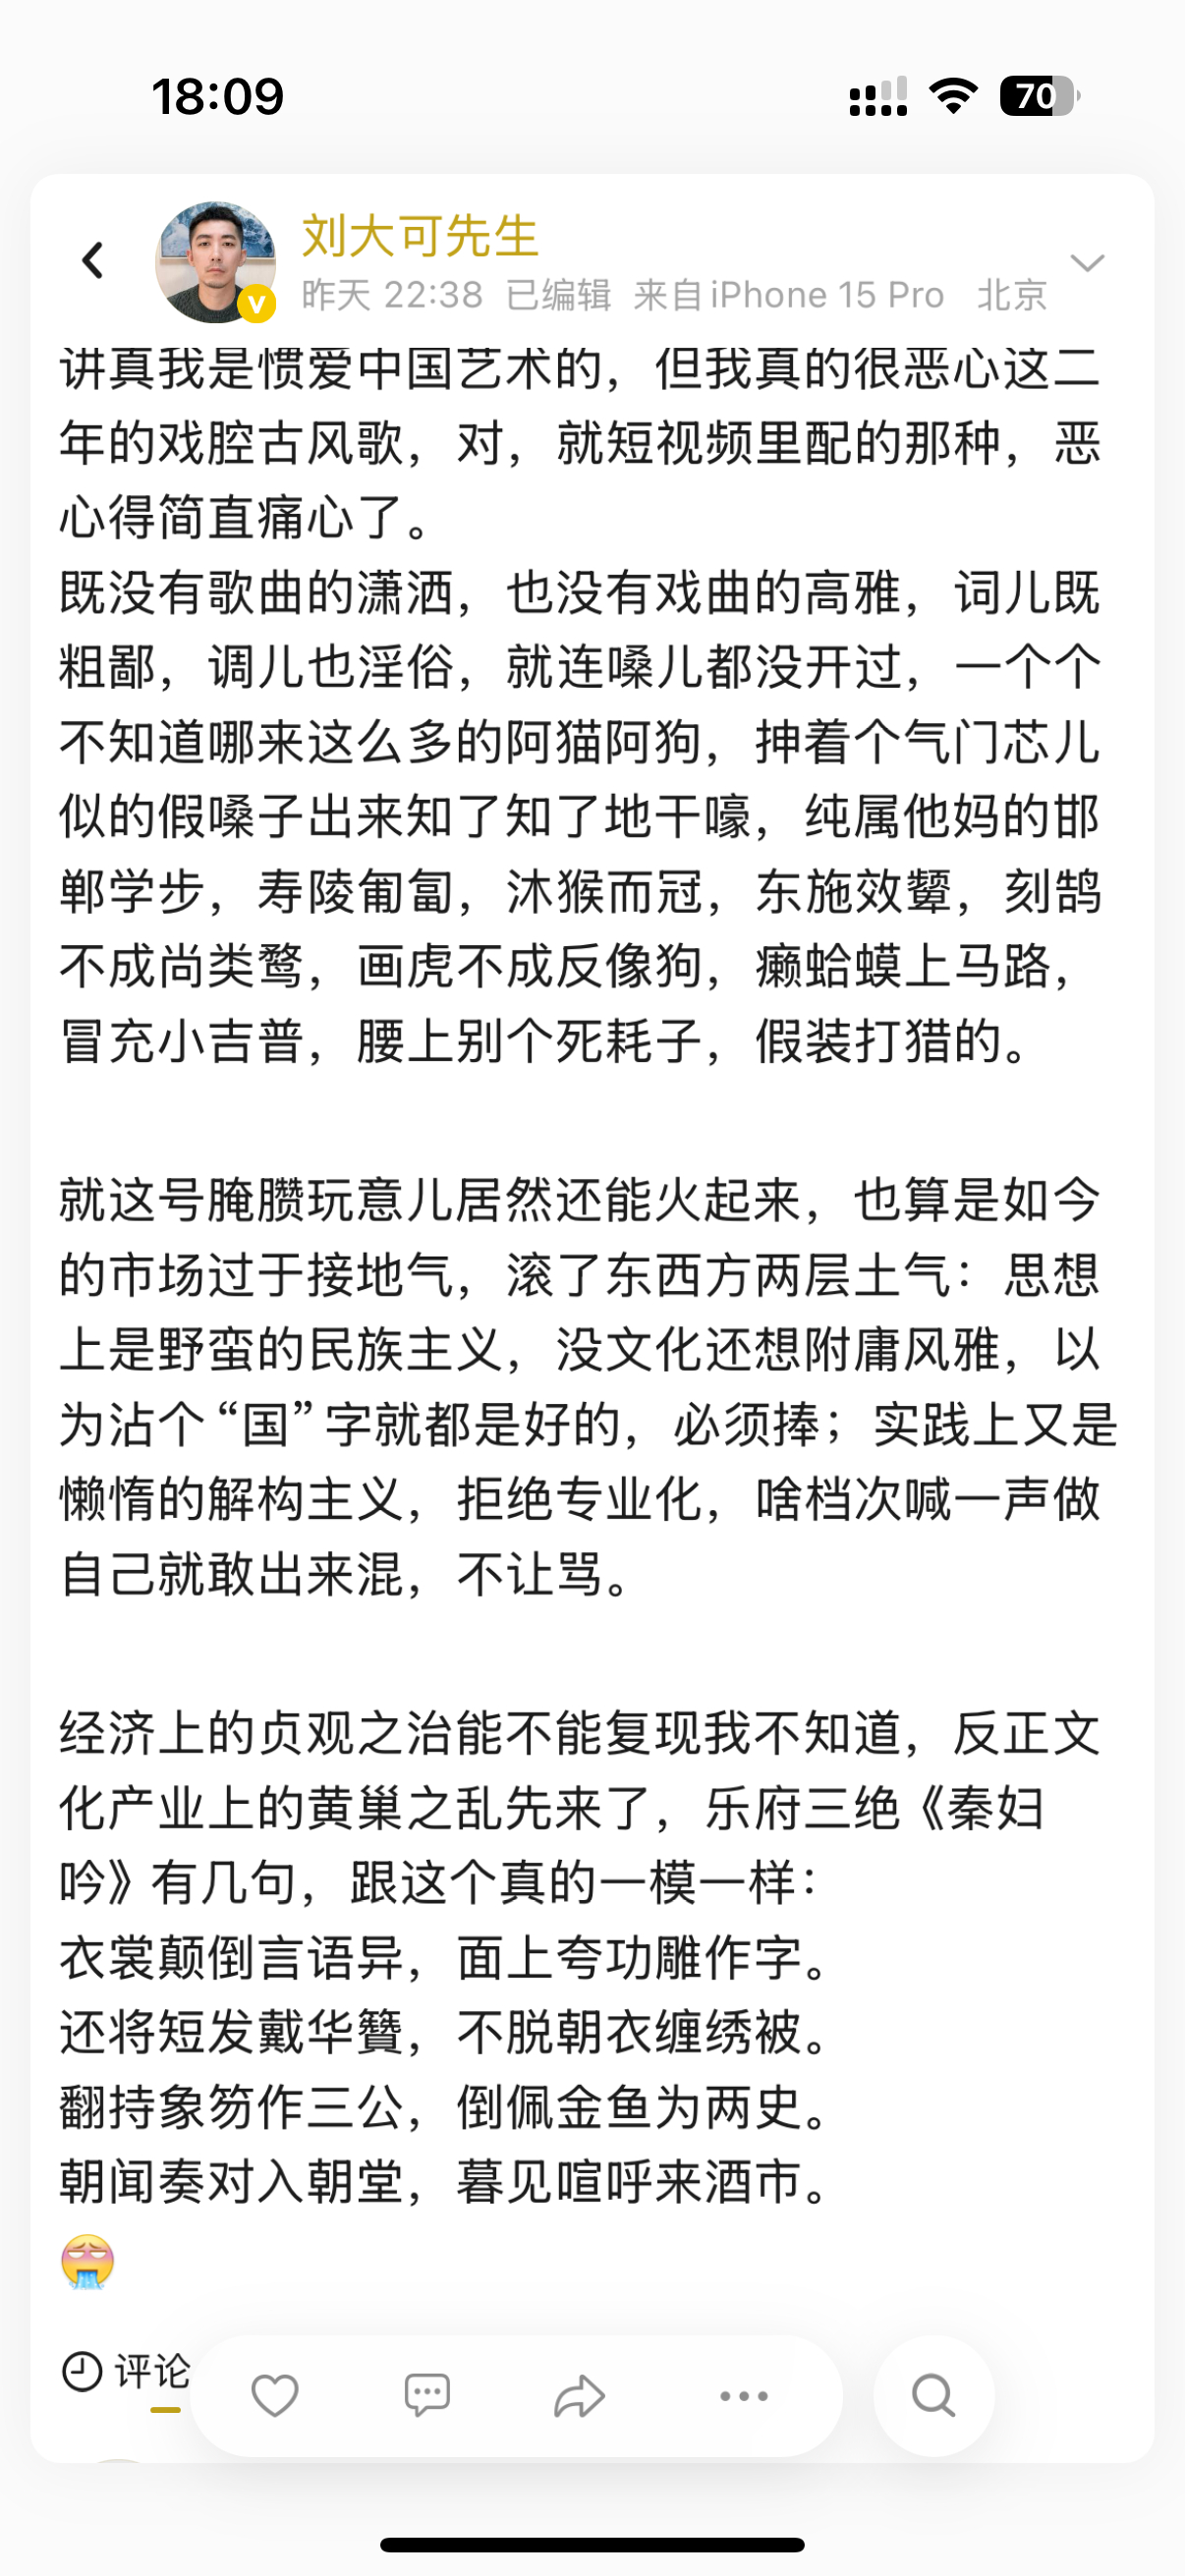 18:09
70
刘大可先生
昨天 22:38 已编辑 来自 iPhone 15 Pro 北京
讲真我是惯爱中国艺术的，但我真的很恶心这二
年的戏腔古风歌，对，就短视频里配的那种，恶
心得简直痛心了。
既没有歌曲的潇洒，也没有戏曲的高雅，词儿既
粗鄙，调儿也淫俗，就连嗓儿都没开过，一个个
不知道哪来这么多的阿猫阿狗，抻着个气门芯儿
似的假嗓子出来知了知了地干嚎，纯属他妈的邯
郸学步，寿陵匍匐，沐猴而冠，东施效颦，刻鹄
不成尚类鹜，画虎不成反像狗，癞蛤蟆上马路，
冒充小吉普，腰上别个死耗子，假装打猎的。
就这号腌臜玩意儿居然还能火起来，也算是如今
的市场过于接地气，滚了东西方两层土气：思想
上是野蛮的民族主义，没文化还想附庸风雅，以
为沾个“国”字就都是好的，必须捧；实践上又是
懒惰的解构主义，拒绝专业化，啥档次喊一声做
自己就敢出来混，不让骂。
经济上的贞观之治能不能复现我不知道，反正文
化产业上的黄巢之乱先来了，乐府三绝《秦妇
吟》有几句，跟这个真的一模一样：
衣裳颠倒言语异，面上夸功雕作字。
还将短发戴华簪，不脱朝衣缠绣被。
翻持象笏作三公，倒佩金鱼为两史。
朝闻奏对入朝堂，暮见喧呼来酒市。
评论